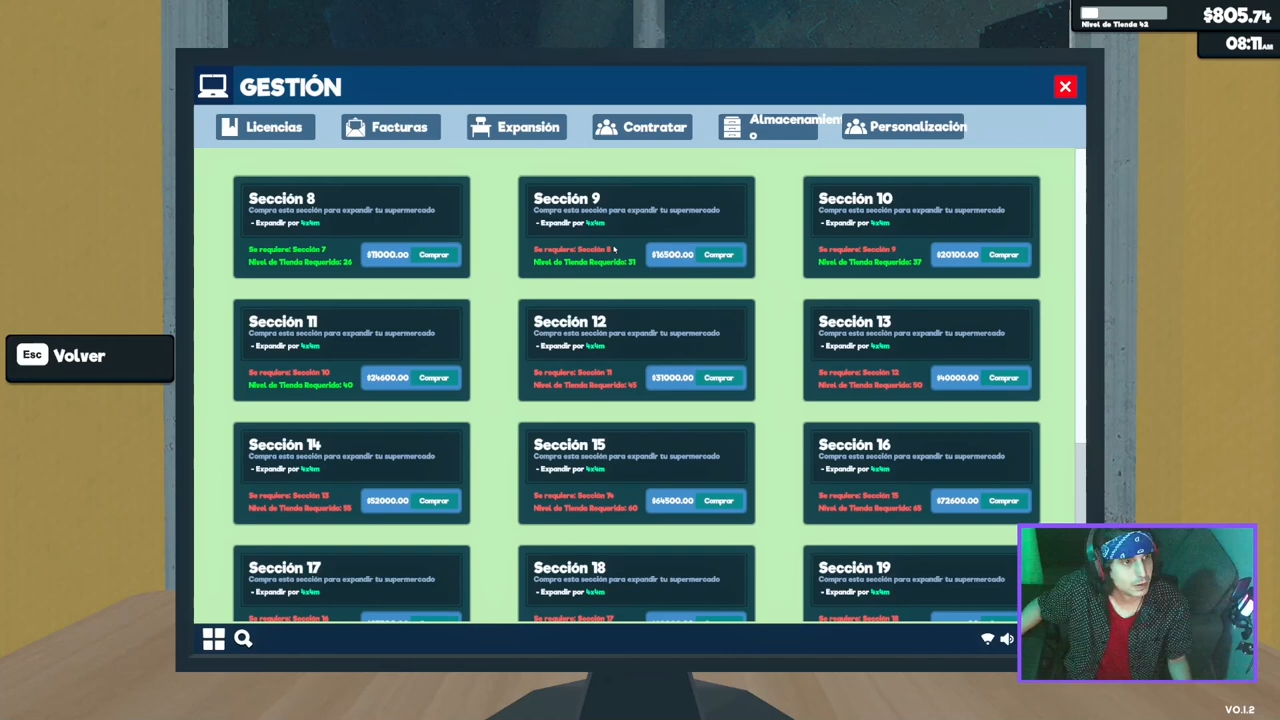 $805.74
Nivel de Tienda 42
08:11AM
GESTIÓN
Licencias
Facturas
Expansión
Contratar
Almacenamient
o
Personalización
Sección 8
Compra esta sección para expandir tu supermercado
- Expandir por 4x4m
Se requiere: Sección 7
Nivel de Tienda Requerido: 26
$11000.00 Comprar
Sección 9
Compra esta sección para expandir tu supermercado
- Expandir por 4x4m
Se requiere: Sección 8
Nivel de Tienda Requerido: 31
$16500.00 Comprar
Sección 10
Compra esta sección para expandir tu supermercado
- Expandir por 4x4m
Se requiere: Sección 9
Nivel de Tienda Requerido: 37
$20100.00 Comprar
Esc Volver
Sección 11
Compra esta sección para expandir tu supermercado
- Expandir por 4x4m
Se requiere: Sección 10
Nivel de Tienda Requerido: 40
$24600.00 Comprar
Sección 12
Compra esta sección para expandir tu supermercado
- Expandir por 4x4m
Se requiere: Sección 11
Nivel de Tienda Requerido: 45
$31000.00 Comprar
Sección 13
Compra esta sección para expandir tu supermercado
- Expandir por 4x4m
Se requiere: Sección 12
Nivel de Tienda Requerido: 50
$40000.00 Comprar
Sección 14
Compra esta sección para expandir tu supermercado
- Expandir por 4x4m
Se requiere: Sección 13
Nivel de Tienda Requerido: 55
$52000.00 Comprar
Sección 15
Compra esta sección para expandir tu supermercado
- Expandir por 4x4m
Se requiere: Sección 14
Nivel de Tienda Requerido: 60
$64500.00 Comprar
Sección 16
Compra esta sección para expandir tu supermercado
- Expandir por 4x4m
Se requiere: Sección 15
Nivel de Tienda Requerido: 65
$72600.00 Comprar
Sección 17
Compra esta sección para expandir tu supermercado
- Expandir por 4x4m
Se requiere: Sección 16
Sección 18
Compra esta sección para expandir tu supermercado
- Expandir por 4x4m
Se requiere: Sección 17
Sección 19
Compra esta sección para expandir tu supermercado
- Expandir por 4x4m
Se requiere: Sección 18
V0.1.2